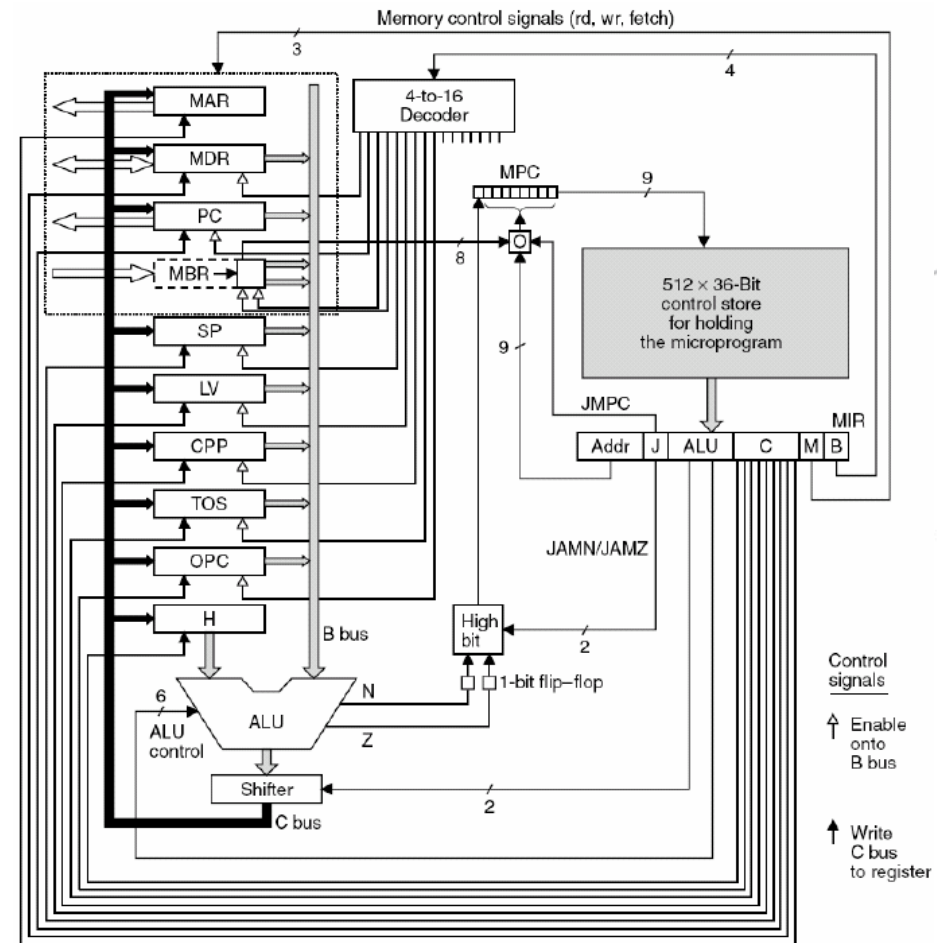 Memory control signals (rd, wr, fetch)
3
4
MAR
4-to-16
Decoder
MDR
MPC
9
PC
O
8
MBR
512 × 36-Bit
control store
for holding
the microprogram
SP
9
LV
JMPC
MIR
CPP
Addr
J
ALU
C
M
B
TOS
JAMN/JAMZ
OPC
H
High
bit
2
B bus
Control
signals
6
N
1-bit flip–flop
ALU
ALU
control
Z
Enable
onto
B bus
Shifter
2
C bus
Write
C bus
to register